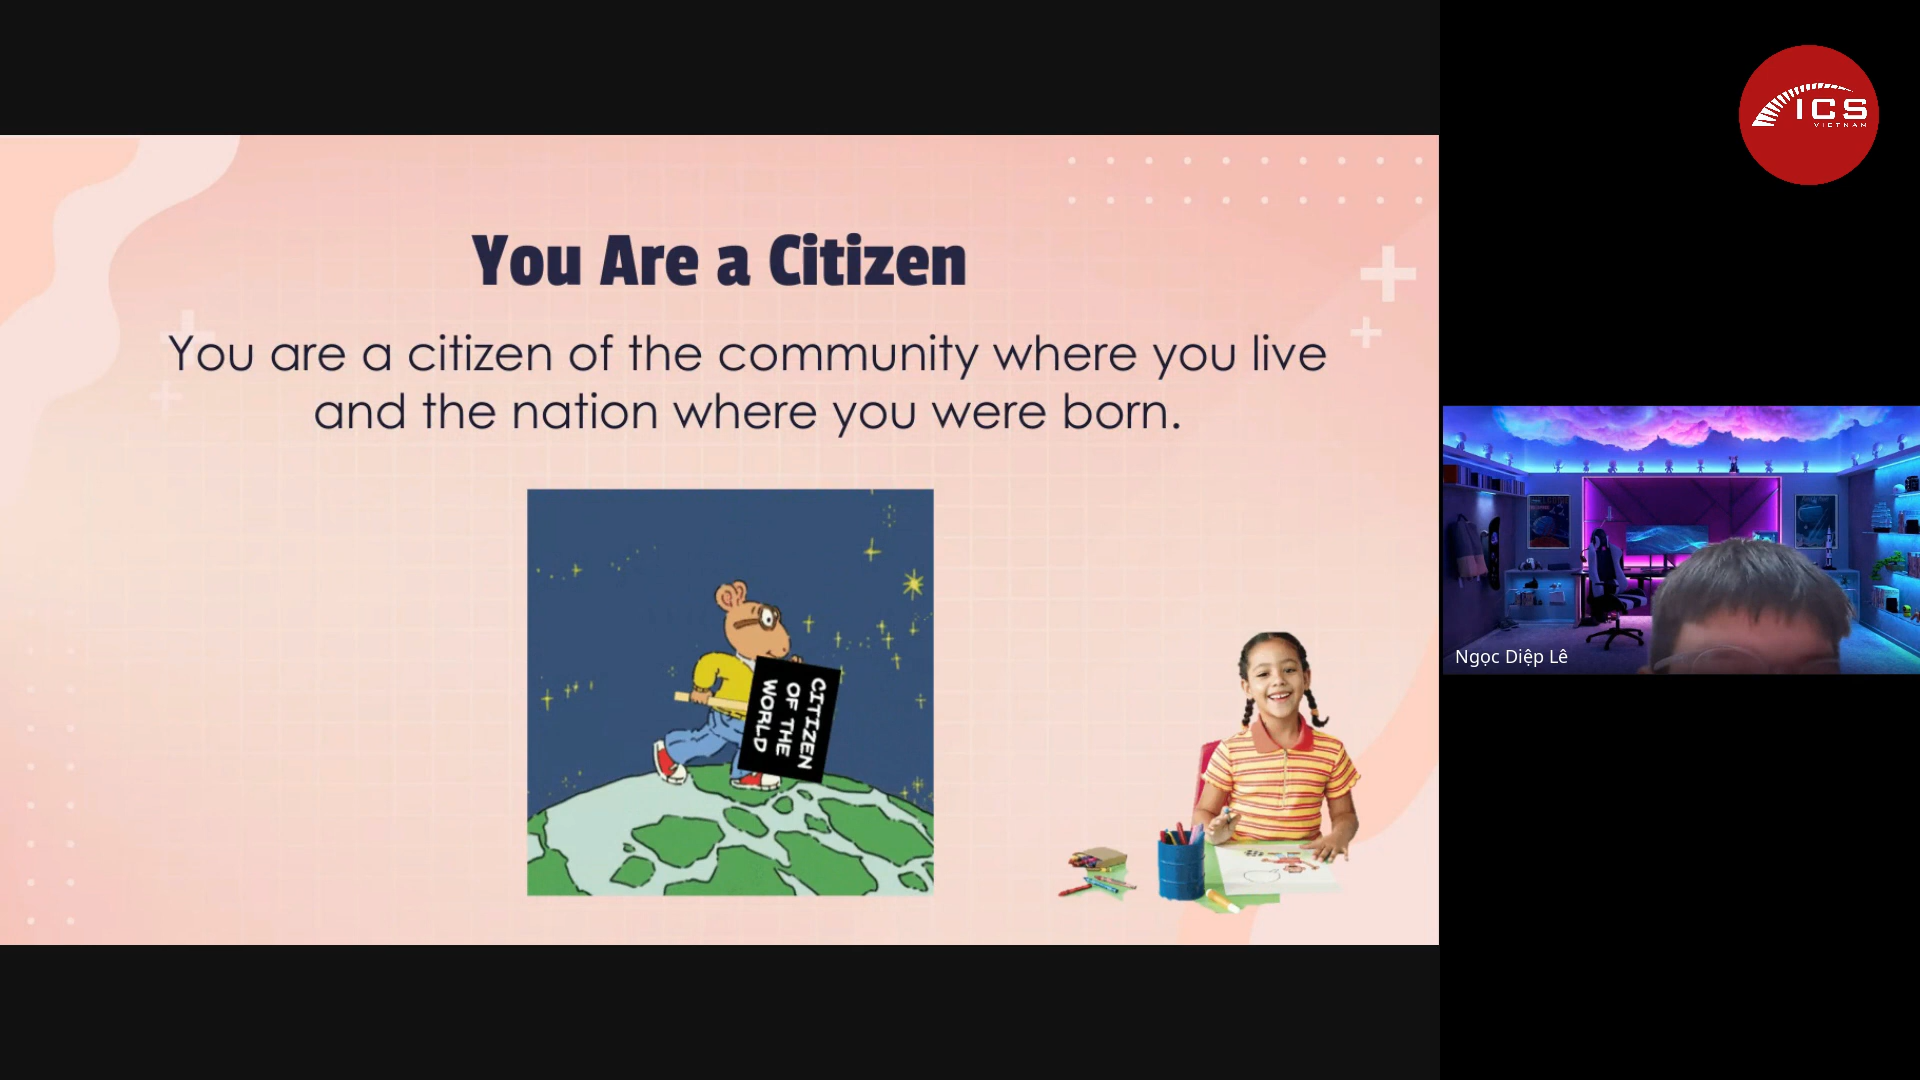 You Are a Citizen
You are a citizen of the community where you live
and the nation where you were born.
CITIZEN
OF THE
WORLD
ICS
VIETNAM
Ngọc Diệp Lê